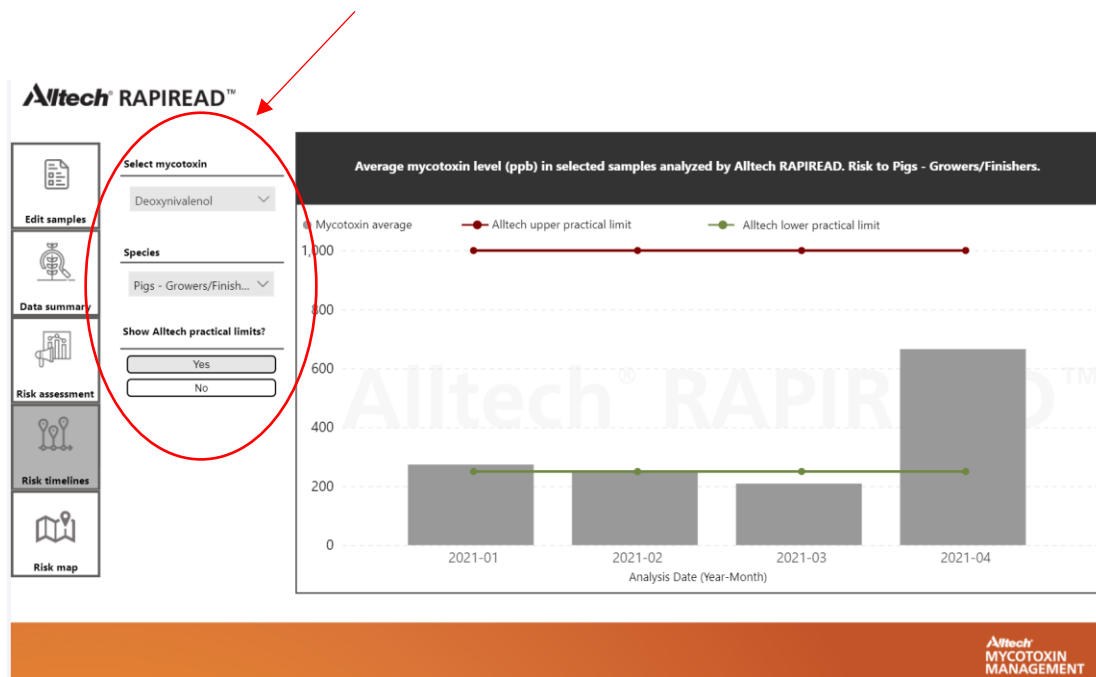 Alltech® RAPIREAD™
Edit samples
Data summary
Risk assessment
Risk timelines
Risk map
Select mycotoxin
Deoxynivalenol
Species
Pigs - Growers/Finish...
Show Alltech practical limits?
Yes
No
Average mycotoxin level (ppb) in selected samples analyzed by Alltech RAPIREAD. Risk to Pigs - Growers/Finishers.
Mycotoxin average Alltech upper practical limit Alltech lower practical limit
1,000
800
600
400
200
0
Alltech® RAPIREAD™
2021-01 2021-02 2021-03 2021-04
Analysis Date (Year-Month)
Alltech®
MYCOTOXIN
MANAGEMENT